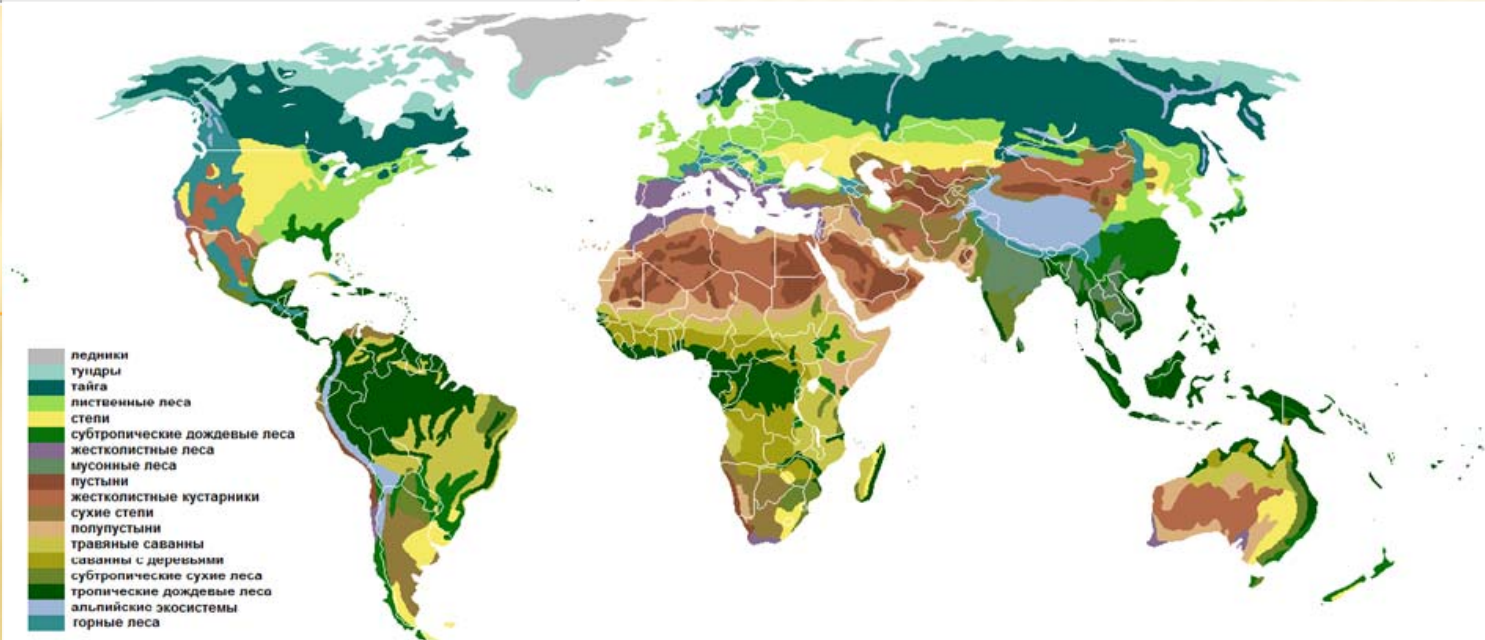 ледники
тундры
тайга
лиственные леса
степи
субтропические дождевые леса
жестколистные леса
мусонные леса
пустыни
жестколистные кустарники
сухие степи
полупустыни
травяные саванны
саванны с деревьями
субтропические сухие леса
тропические дождевые леса
альпийские экосистемы
горные леса